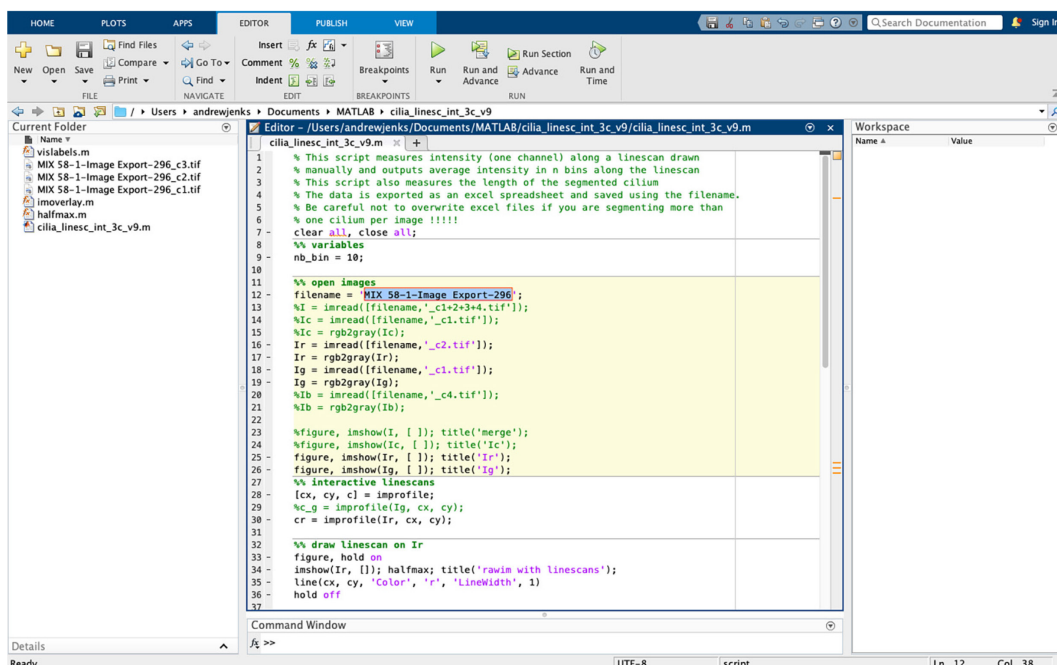 HOME PLOTS APPS EDITOR PUBLISH VIEW Search Documentation Sign In
Find Files Insert fx
Compare Go To Comment % Run Section
New Open Save Print Find Indent Breakpoints Run Run and Advance Advance Run and Time
FILE NAVIGATE EDIT BREAKPOINTS RUN
/ Users andrewjenks Documents MATLAB cilia_linesc_int_3c_v9
Current Folder
Name
vislabels.m
MIX 58-1-Image Export-296_c3.tif
MIX 58-1-Image Export-296_c2.tif
MIX 58-1-Image Export-296_c1.tif
imoverlay.m
halfmax.m
cilia_linesc_int_3c_v9.m
Details
Ready
Editor - /Users/andrewjenks/Documents/MATLAB/cilia_linesc_int_3c_v9/cilia_linesc_int_3c_v9.m
cilia_linesc_int_3c_v9.m × +
1 % This script measures intensity (one channel) along a linescan drawn
2 % manually and outputs average intensity in n bins along the linescan
3 % This script also measures the length of the segmented cilium
4 % The data is exported as an excel spreadsheet and saved using the filename.
5 % Be careful not to overwrite excel files if you are segmenting more than
6 % one cilium per image !!!!!
7 - clear all, close all;
8 %% variables
9 - nb_bin = 10;
10
11 %% open images
12 - filename = 'MIX 58-1-Image Export-296';
13 %I = imread([filename,'_c1+2+3+4.tif']);
14 %Ic = imread([filename,'_c1.tif']);
15 %Ic = rgb2gray(Ic);
16 - Ir = imread([filename,'_c2.tif']);
17 - Ir = rgb2gray(Ir);
18 - Ig = imread([filename,'_c1.tif']);
19 - Ig = rgb2gray(Ig);
20 %Ib = imread([filename,'_c4.tif']);
21 %Ib = rgb2gray(Ib);
22
23 %figure, imshow(I, [ ]); title('merge');
24 %figure, imshow(Ic, [ ]); title('Ic');
25 - figure, imshow(Ir, [ ]); title('Ir');
26 - figure, imshow(Ig, [ ]); title('Ig');
27 %% interactive linescans
28 - [cx, cy, c] = improfile;
29 %c_g = improfile(Ig, cx, cy);
30 - cr = improfile(Ir, cx, cy);
31
32 %% draw linescan on Ir
33 - figure, hold on
34 - imshow(Ir, []); halfmax; title('rawim with linescans');
35 - line(cx, cy, 'Color', 'r', 'LineWidth', 1)
36 - hold off
37
Command Window
fx >>
Workspace
Name Value
UTF-8 script Ln 12 Col 38